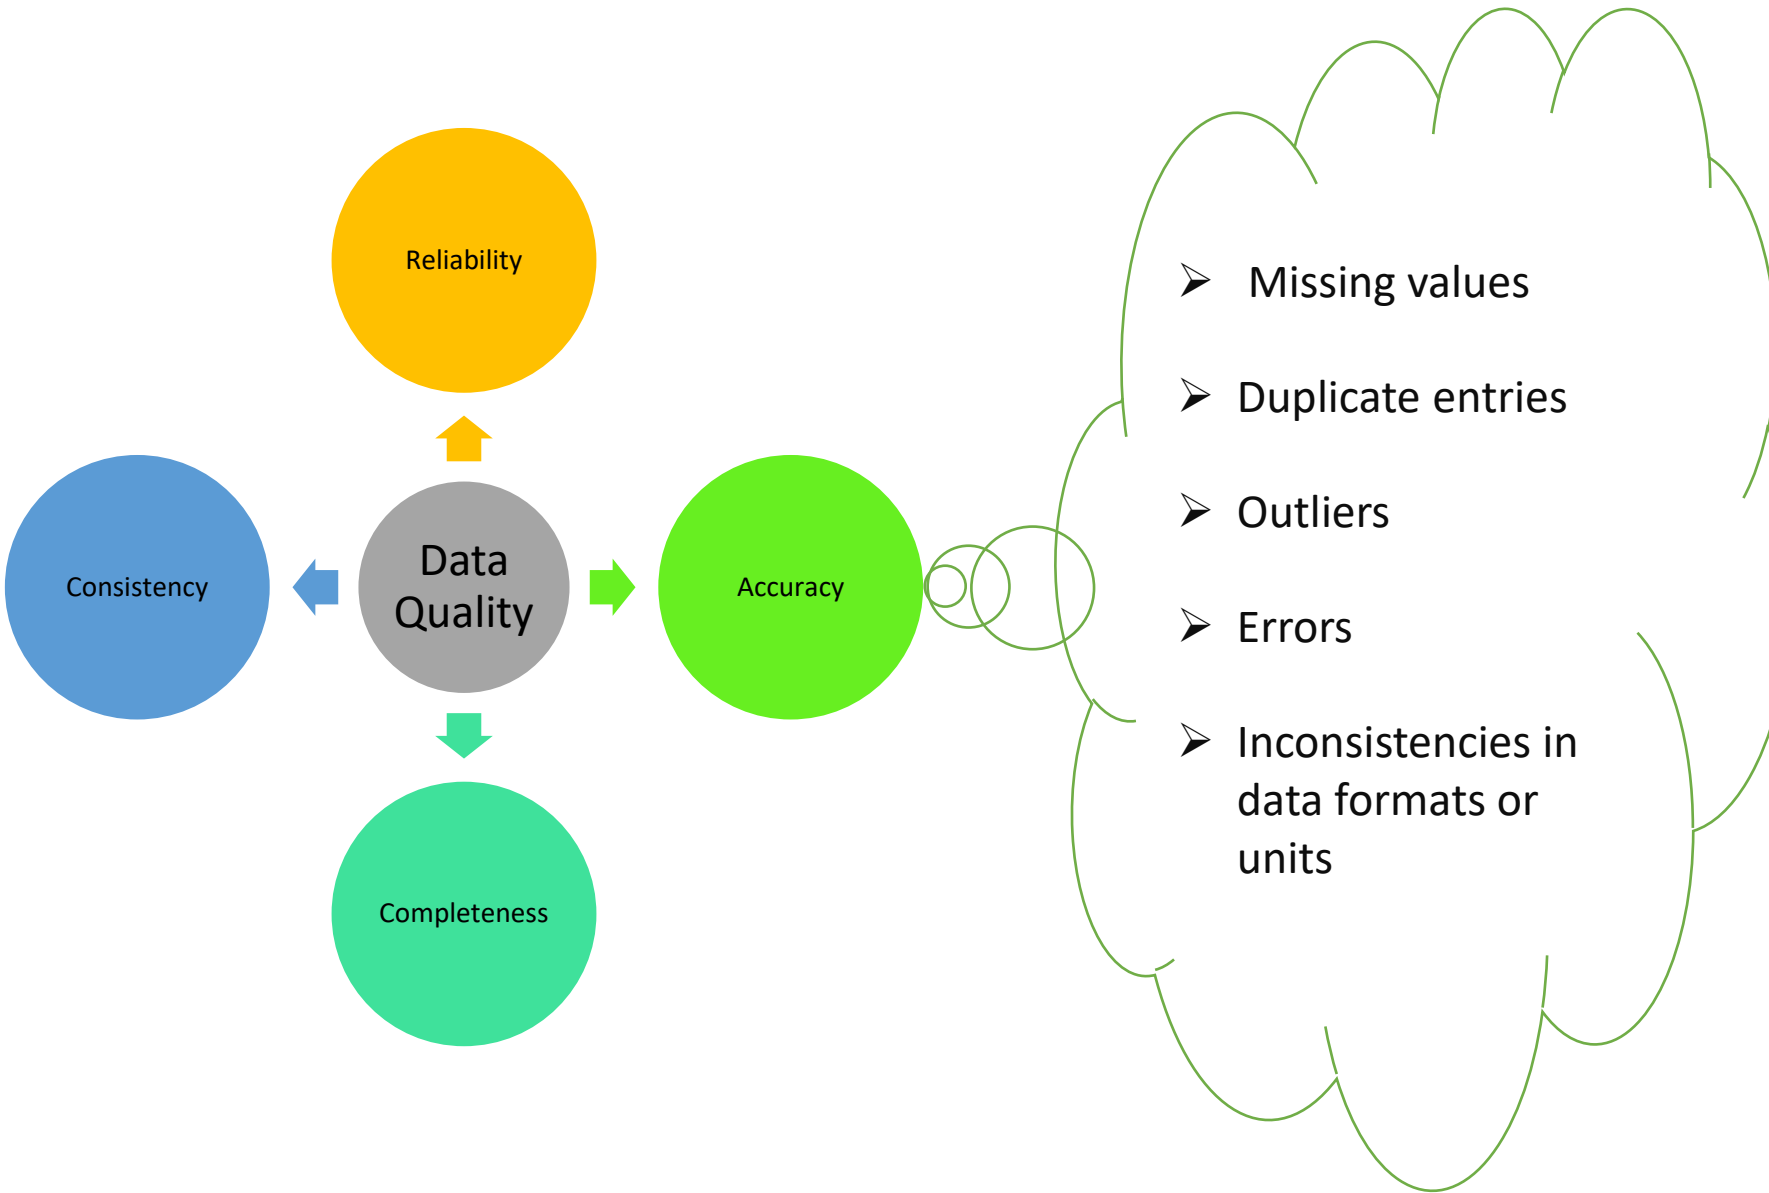 Reliability
Consistency
Data
Quality
Accuracy
Completeness
➢ Missing values
➢ Duplicate entries
➢ Outliers
➢ Errors
➢ Inconsistencies in
data formats or
units